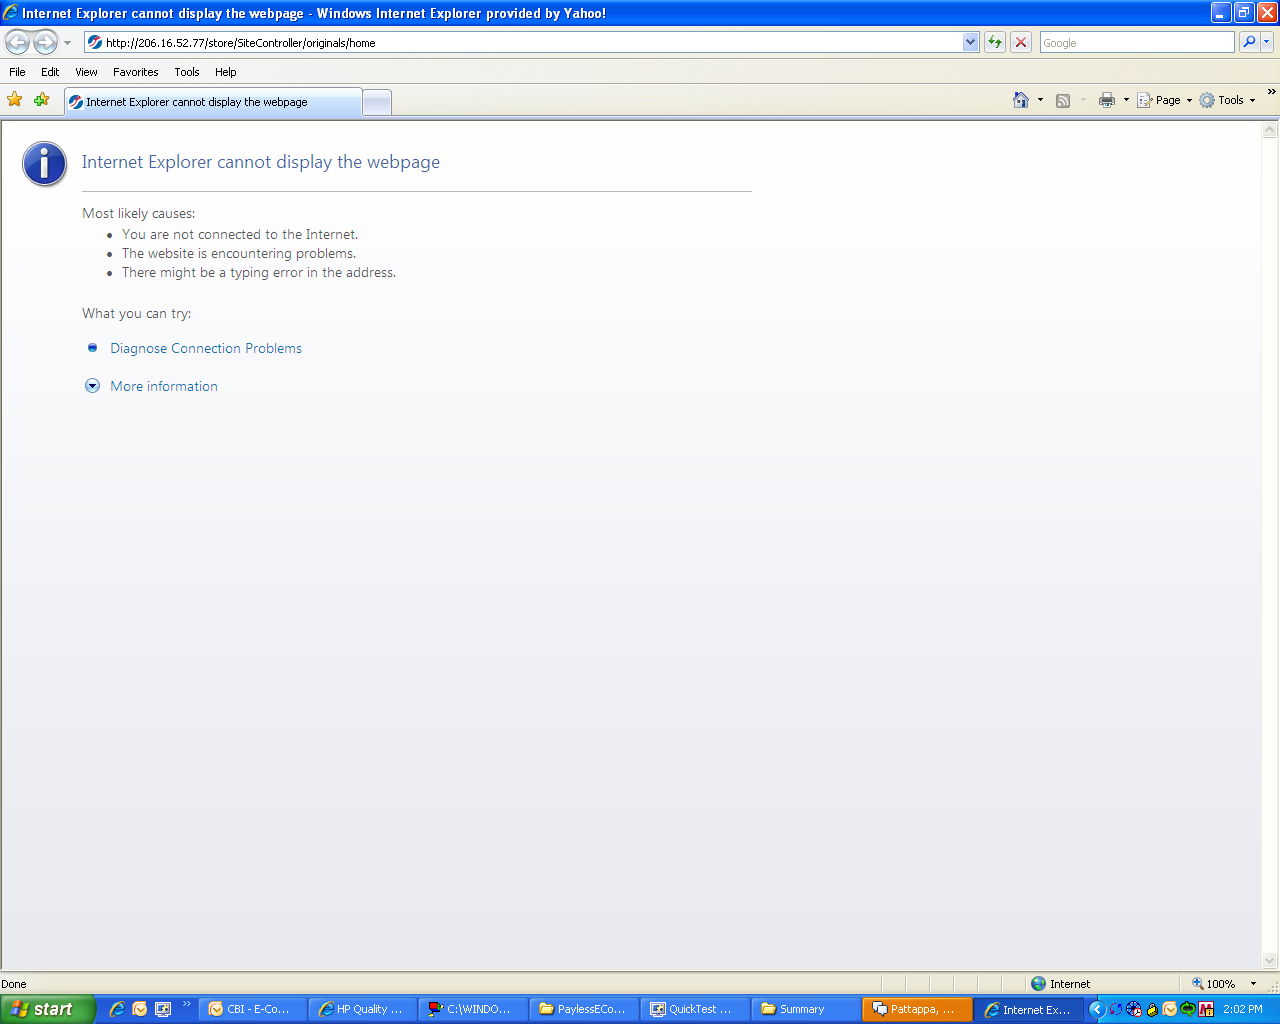 Internet Explorer cannot display the webpage - Windows Internet Explorer provided by Yahoo!
http://206.16.52.77/store/SiteController/originals/home
Google
File Edit View Favorites Tools Help
Internet Explorer cannot display the webpage
Page Tools
Internet Explorer cannot display the webpage
Most likely causes:
You are not connected to the Internet.
The website is encountering problems.
There might be a typing error in the address.
What you can try:
Diagnose Connection Problems
More information
Done Internet 100%
start CBI - E-Co... HP Quality ... C:\WINDO... PaylessECo... QuickTest ... Summary Pattappa, ... Internet Ex... 2:02 PM